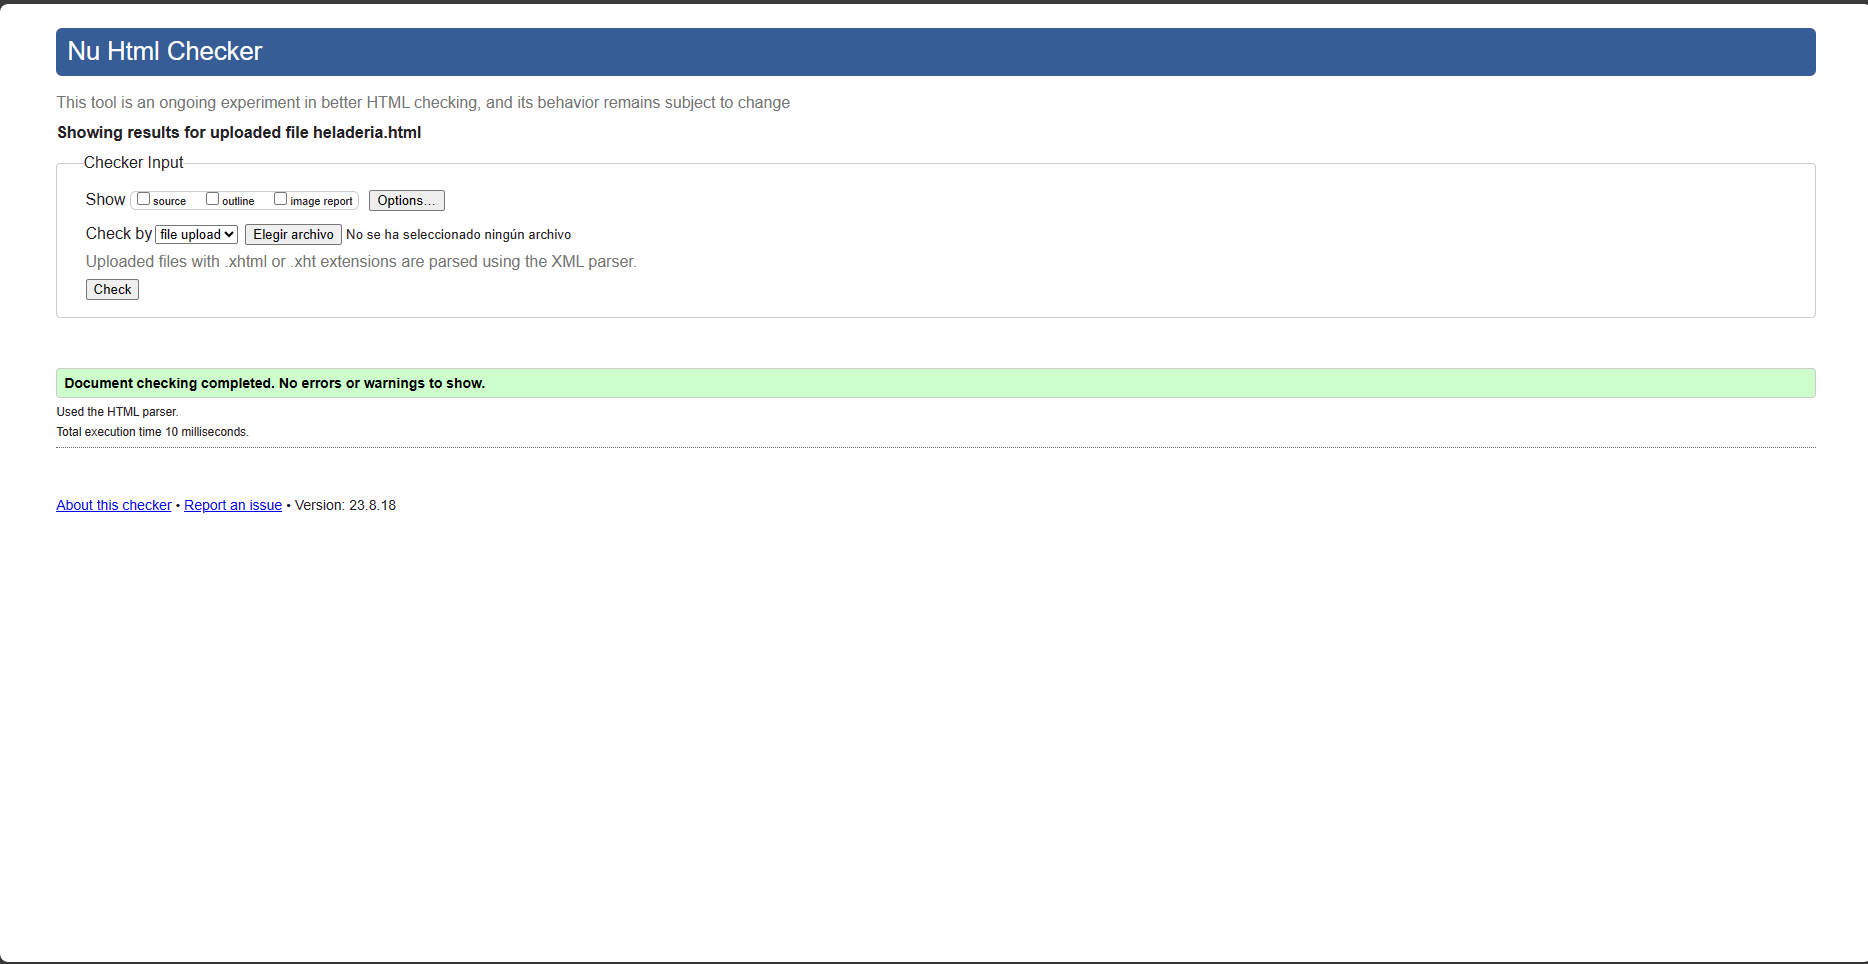 Nu Html Checker
This tool is an ongoing experiment in better HTML checking, and its behavior remains subject to change
Showing results for uploaded file heladeria.html
Checker Input
Show source outline image report Options...
Check by file upload Elegir archivo No se ha seleccionado ningún archivo
Uploaded files with .xhtml or .xht extensions are parsed using the XML parser.
Check
Document checking completed. No errors or warnings to show.
Used the HTML parser.
Total execution time 10 milliseconds.
About this checker • Report an issue • Version: 23.8.18